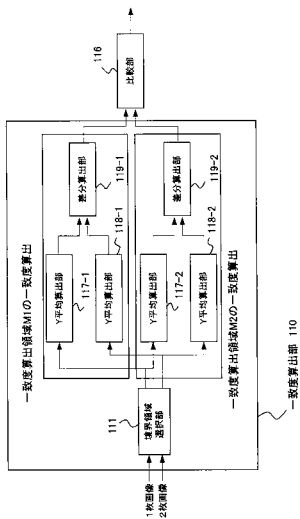 1枚画像
2枚画像
111
境界領域
選択部
一致度算出領域M1の一致度算出
Y平均算出部
117-1
Y平均算出部
118-1
差分算出部
119-1
Y平均算出部
117-2
Y平均算出部
118-2
差分算出部
119-2
一致度算出領域M2の一致度算出
116
比較部
一致度算出部 110